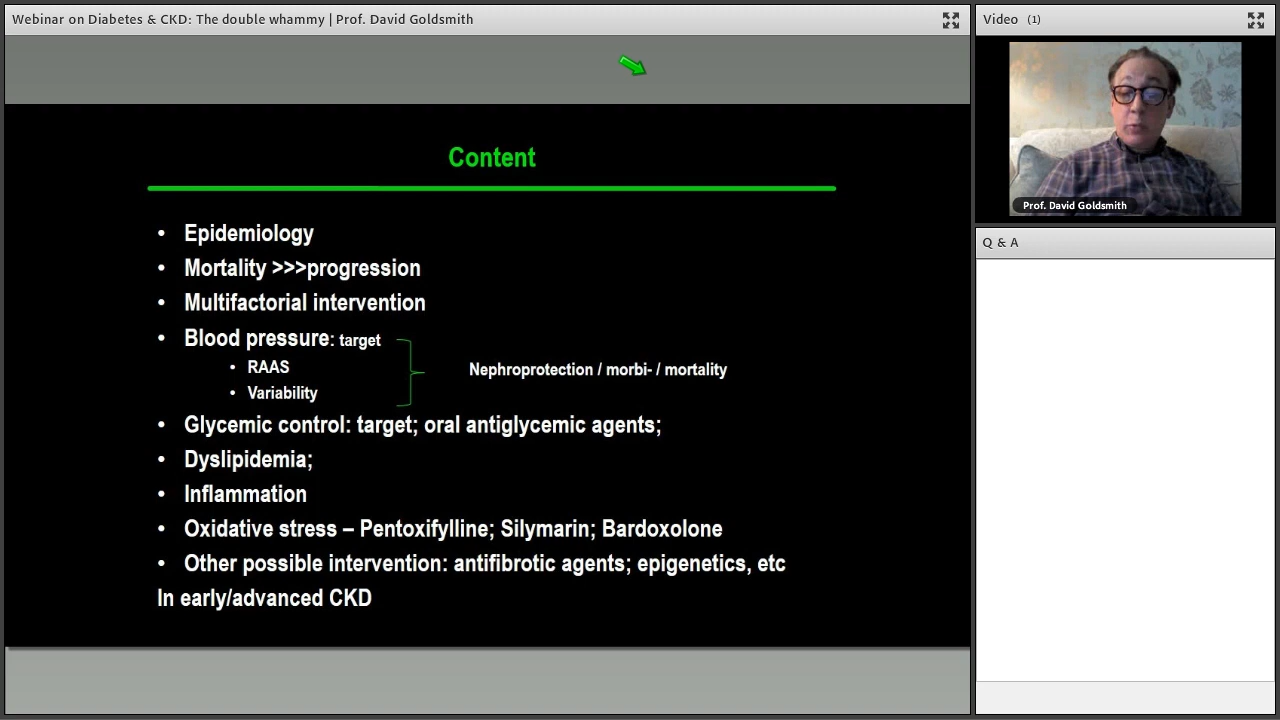 Webinar on Diabetes & CKD: The double whammy | Prof. David Goldsmith
Video (1)
Prof. David Goldsmith
Q & A
Content
• Epidemiology
• Mortality >>>progression
• Multifactorial intervention
• Blood pressure: target
• RAAS
• Variability
Nephroprotection / morbi- / mortality
• Glycemic control: target; oral antiglycemic agents;
• Dyslipidemia;
• Inflammation
• Oxidative stress – Pentoxifylline; Silymarin; Bardoxolone
• Other possible intervention: antifibrotic agents; epigenetics, etc
In early/advanced CKD